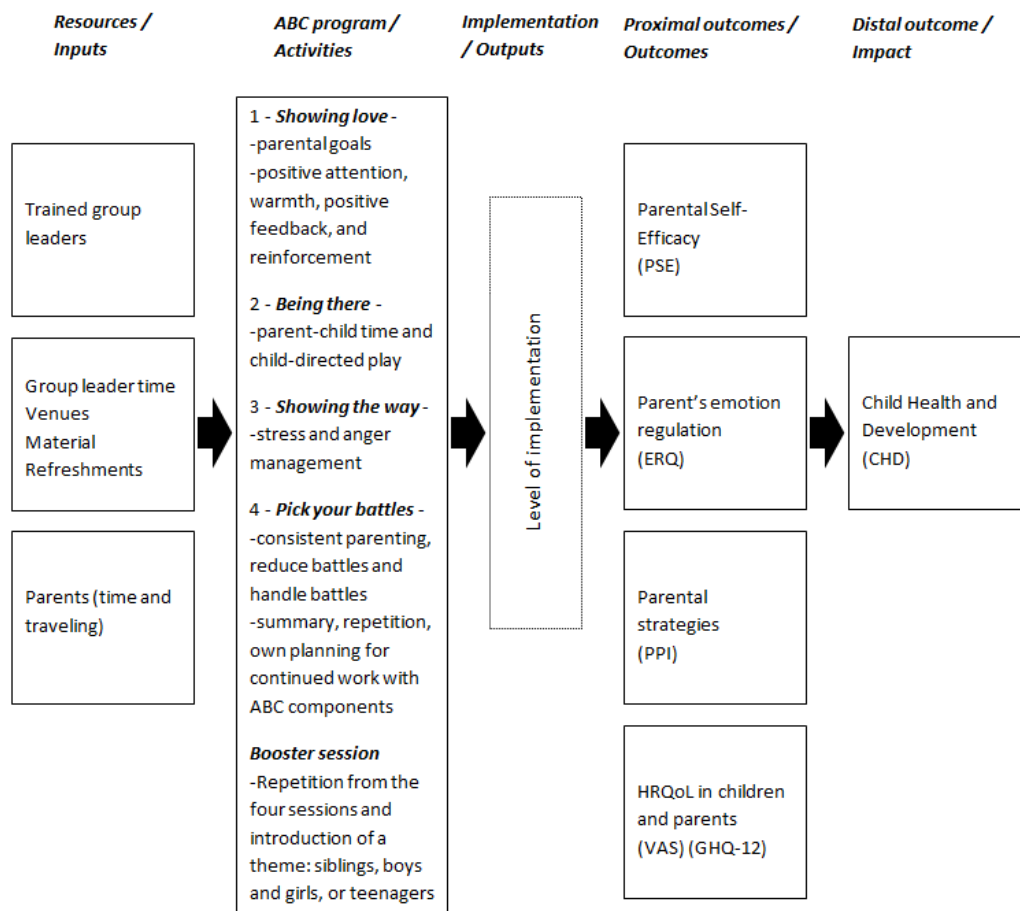 Resources /
Inputs
ABC program /
Activities
Implementation
/ Outputs
Proximal outcomes /
Outcomes
Distal outcome /
Impact
Trained group
leaders
Group leader time
Venues
Material
Refreshments
Parents (time and
traveling)
1 - Showing love -
-parental goals
-positive attention,
warmth, positive
feedback, and
reinforcement
2 - Being there -
-parent-child time and
child-directed play
3 - Showing the way -
-stress and anger
management
4 - Pick your battles -
-consistent parenting,
reduce battles and
handle battles
-summary, repetition,
own planning for
continued work with
ABC components
Booster session
-Repetition from the
four sessions and
introduction of a
theme: siblings, boys
and girls, or teenagers
Level of implementation
Parental Self-
Efficacy
(PSE)
Parent’s emotion
regulation
(ERQ)
Parental
strategies
(PPI)
HRQoL in children
and parents
(VAS) (GHQ-12)
Child Health and
Development
(CHD)